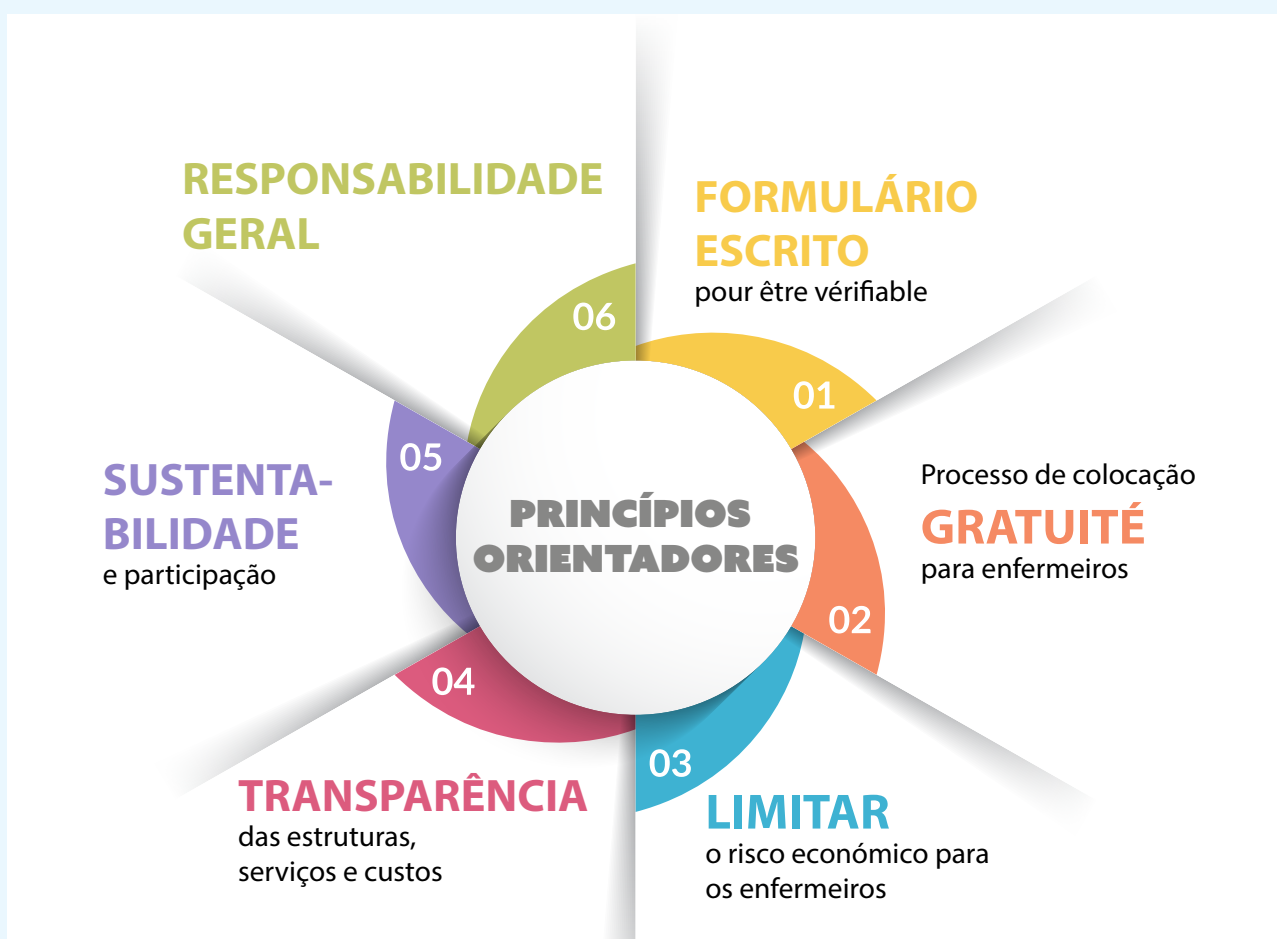 PRINCÍPIOS
ORIENTADORES
01
FORMULÁRIO
ESCRITO
pour être vérifiable
02
Processo de colocação
GRATUITÉ
para enfermeiros
03
LIMITAR
o risco económico para
os enfermeiros
04
TRANSPARÊNCIA
das estruturas,
serviços e custos
05
SUSTENTA-
BILIDADE
e participação
06
RESPONSABILIDADE
GERAL